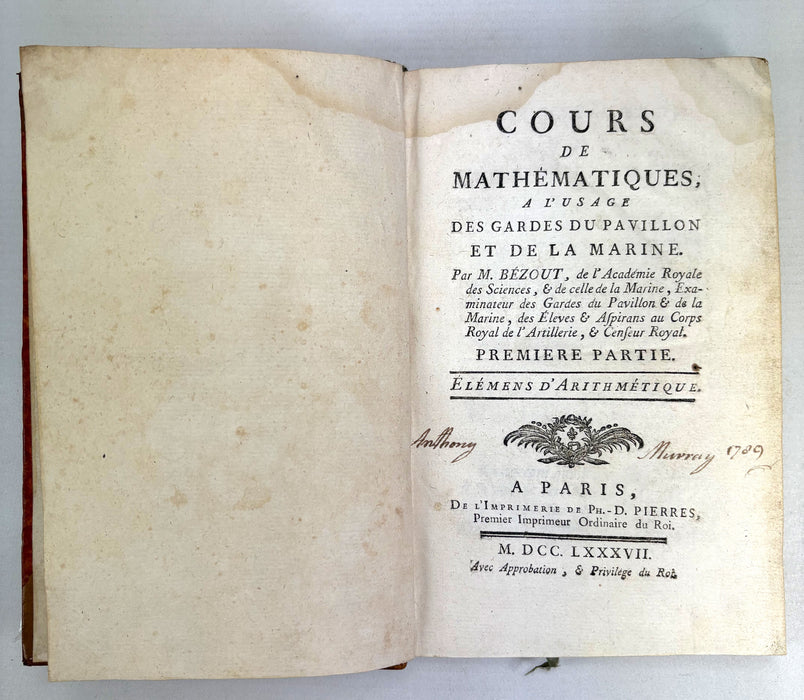 COURS
DE
MATHÉMATIQUES,
A L'USAGE
DES GARDES DU PAVILLON
ET DE LA MARINE.
Par M. BÉZOUT, de l'Académie Royale
des Sciences, & de celle de la Marine, Exa-
minateur des Gardes du Pavillon & de la
Marine, des Éleves & Aſpirans au Corps
Royal de l'Artillerie, & Cenſeur Royal.
PREMIERE PARTIE.
ÉLÉMENS D'ARITHMÉTIQUE.
Anthony Murray 1789
A PARIS,
DE L'IMPRIMERIE DE PH.-D. PIERRES,
Premier Imprimeur Ordinaire du Roi.
M. DCC. LXXXVII.
Avec Approbation, & Privilége du Roi.